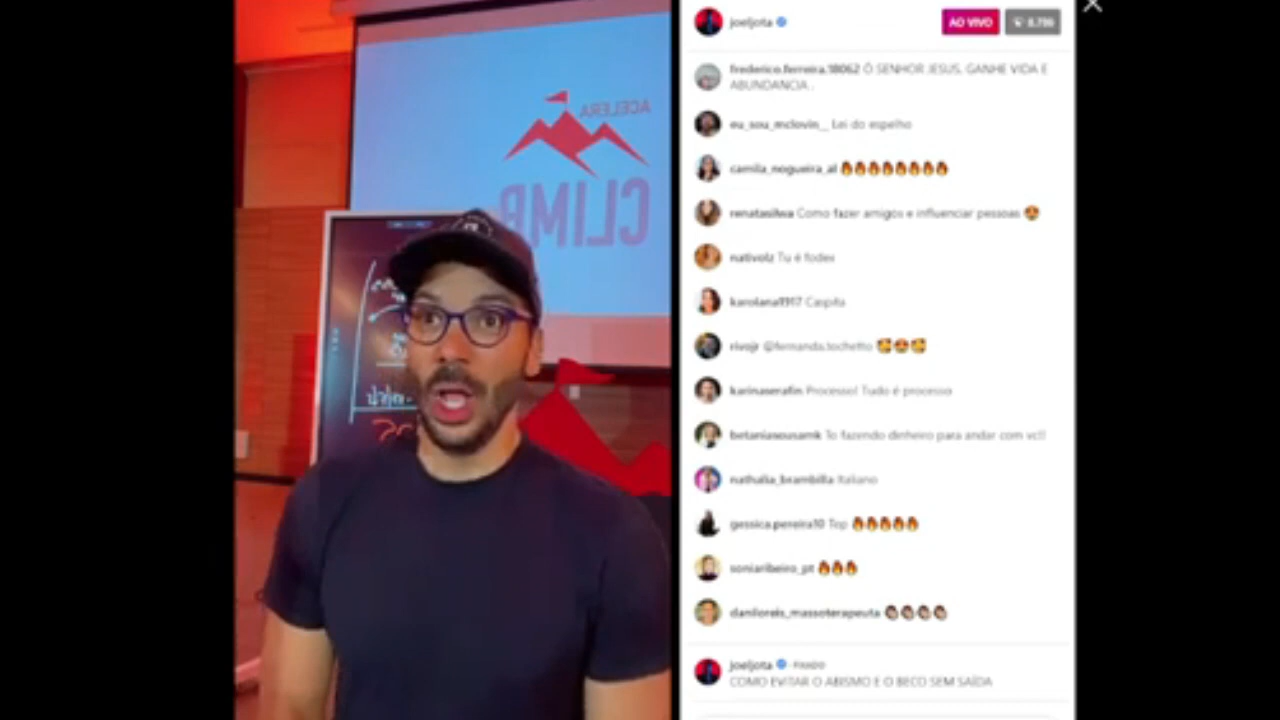 ACELERA
CLIMB
joeljota
AO VIVO
frederico.ferreira.18062 Ó SENHOR JESUS, GANHE VIDA E
ABUNDANCIA..
eu_sou_mclovin__ Lei do espelho
camila_nogueira_al 🔥🔥🔥🔥🔥🔥🔥🔥
renatasilwa Como fazer amigos e influenciar pessoas 😍
nativolz Tu é fodex
karolana1917 Caspita
rivojr @fernanda.tochetto 🥰😍🥰
karinaserafin Processo! Tudo é processo
betaniasousamk To fazendo dinheiro para andar com vc!!
nathalia_brambilla Italiano
gessica.pereira10 Top 🔥🔥🔥🔥🔥
soniaribeiro_pt 🔥🔥🔥
daniloreis_massoterapeuta 👏🏻👏🏻👏🏻👏🏻
joeljota · FIXADO
COMO EVITAR O ABISMO E O BECO SEM SAÍDA